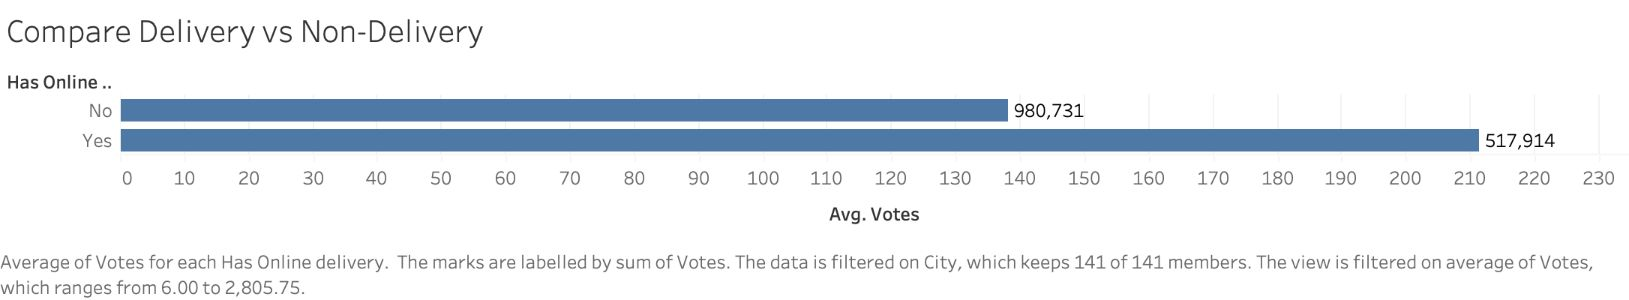 Compare Delivery vs Non-Delivery
Has Online ..
No 980,731
Yes 517,914
0 10 20 30 40 50 60 70 80 90 100 110 120 130 140 150 160 170 180 190 200 210 220 230
Avg. Votes
Average of Votes for each Has Online delivery.  The marks are labelled by sum of Votes. The data is filtered on City, which keeps 141 of 141 members. The view is filtered on average of Votes,
which ranges from 6.00 to 2,805.75.